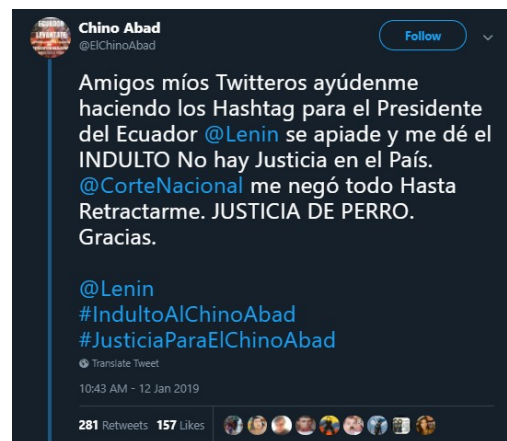 Chino Abad
@ElChinoAbad
Follow
Amigos míos Twitteros ayúdenme
haciendo los Hashtag para el Presidente
del Ecuador @Lenin se apiade y me dé el
INDULTO No hay Justicia en el País.
@CorteNacional me negó todo Hasta
Retractarme. JUSTICIA DE PERRO.
Gracias.
@Lenin
#IndultoAlChinoAbad
#JusticiaParaElChinoAbad
Translate Tweet
10:43 AM - 12 Jan 2019
281 Retweets 157 Likes